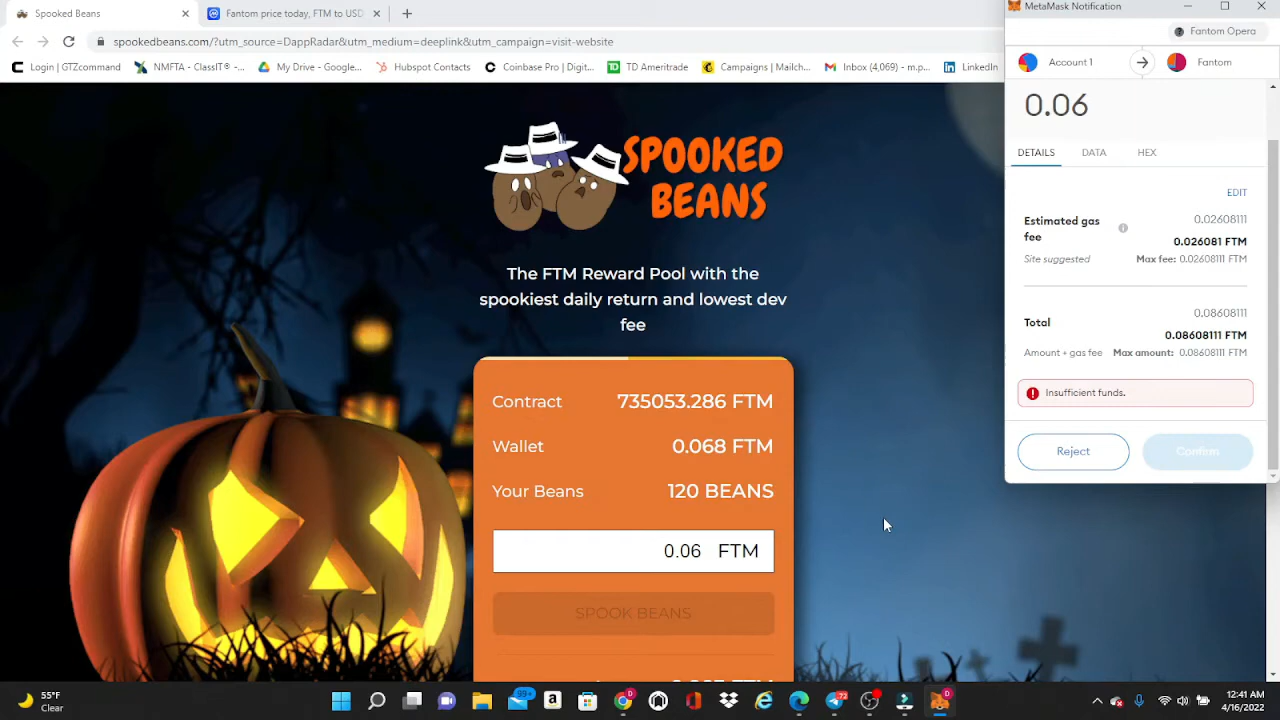 Spooked Beans
Fantom price today, FTM to USD
MetaMask Notification
spookedbeans.com/?utm_source=DappRadar&utm_medium=deeplink&utm_campaign=visit-website
Fantom Opera
Login | GTZcommand
NMFTA – ClassIT® –...
My Drive - Google...
Hubspot Contacts
Coinbase Pro | Digit...
TD Ameritrade
Campaigns | Mailch...
Inbox (4,069) - m.p...
LinkedIn
Account 1
Fantom
0.06
DETAILS
DATA
HEX
EDIT
Estimated gas
fee
0.02608111
0.026081 FTM
Site suggested
Max fee: 0.02608111 FTM
Total
0.08608111
0.08608111 FTM
Amount + gas fee
Max amount: 0.08608111 FTM
Insufficient funds.
Reject
Confirm
SPOOKED
BEANS
The FTM Reward Pool with the
spookiest daily return and lowest dev
fee
Contract 735053.286 FTM
Wallet 0.068 FTM
Your Beans 120 BEANS
0.06 FTM
SPOOK BEANS
55°F
Clear
99+
D
72
D
12:41 AM
4/16/2022